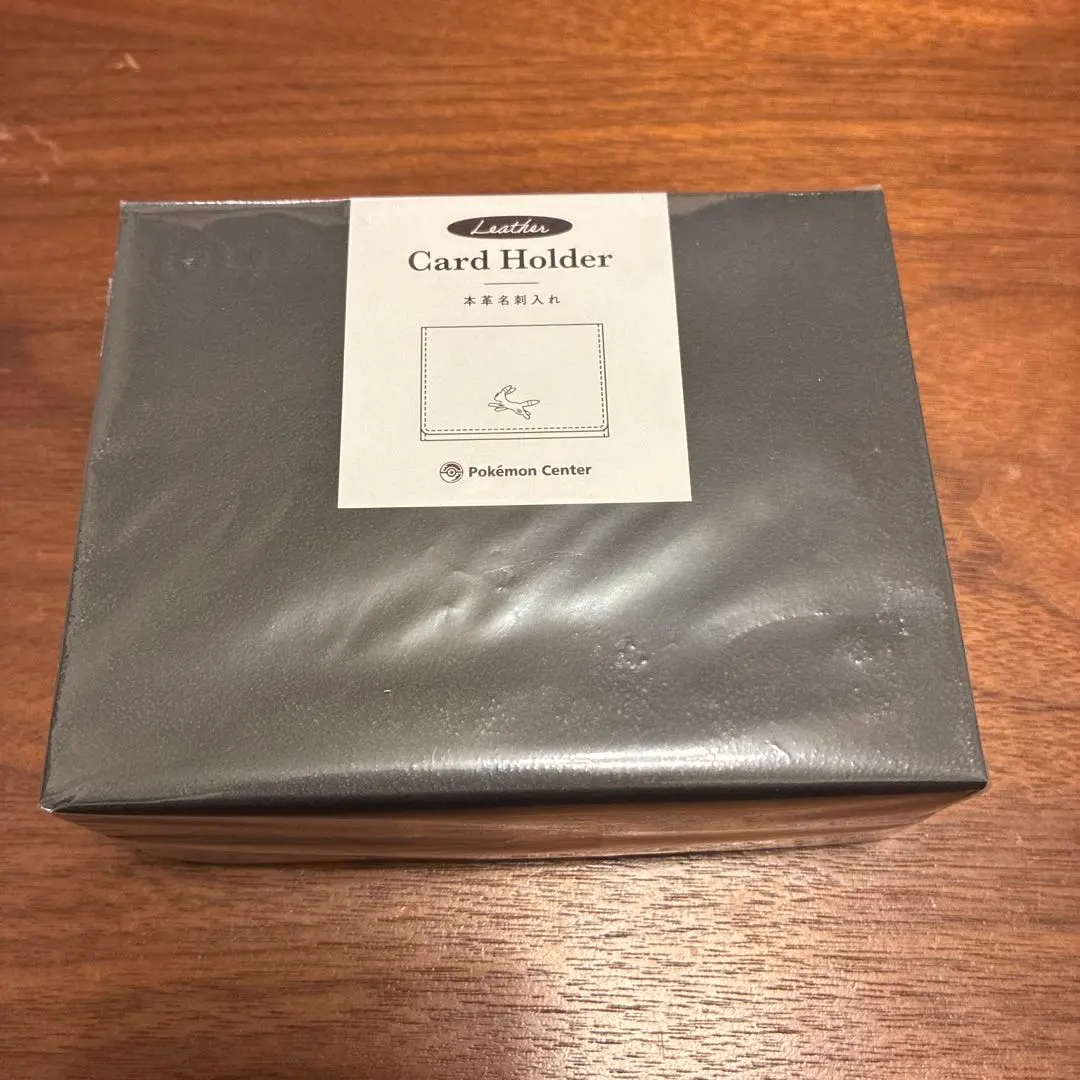 Leather
Card Holder
本革名刺入れ
Pokémon Center